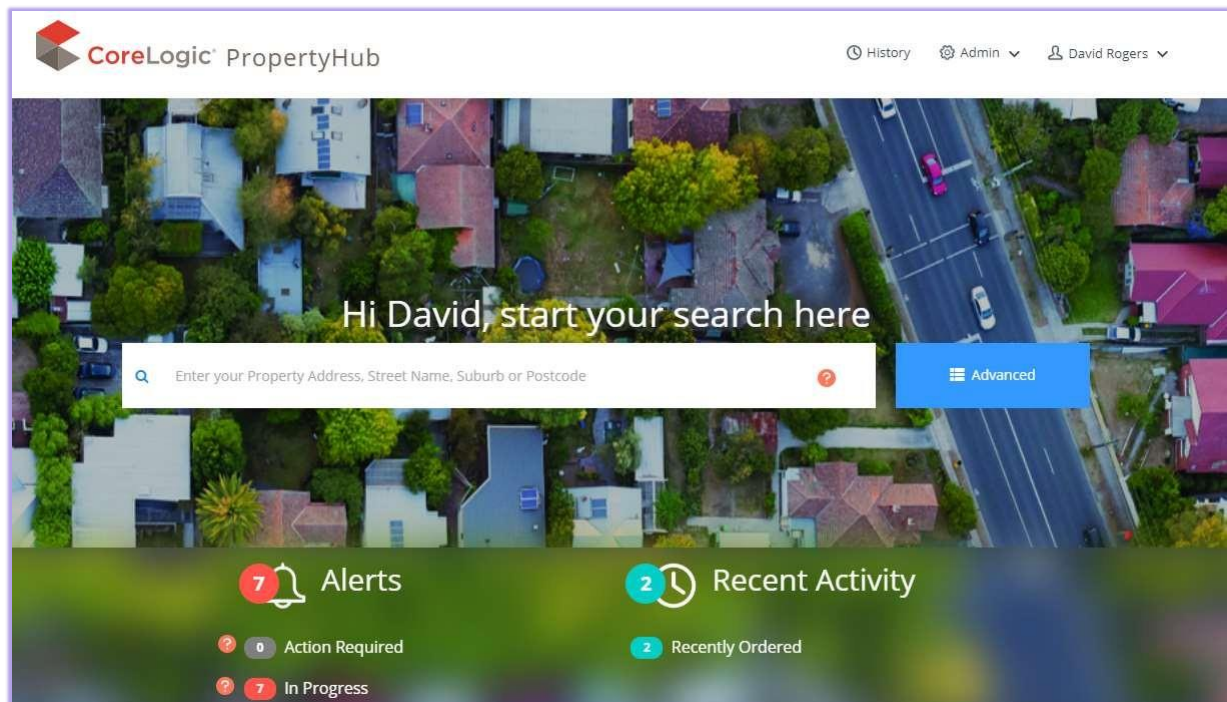 CoreLogic PropertyHub
History Admin David Rogers
Hi David, start your search here
Enter your Property Address, Street Name, Suburb or Postcode ? Advanced
7 Alerts
? 0 Action Required
? 7 In Progress
2 Recent Activity
2 Recently Ordered